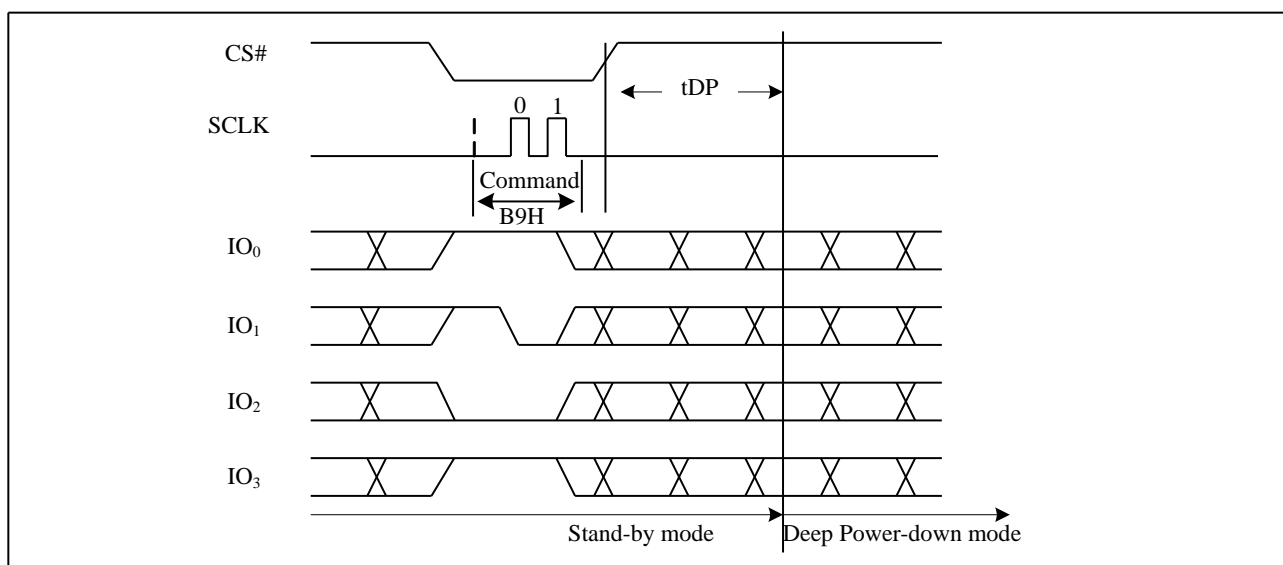 CS#
tDP
SCLK
0 1
Command
B9H
IO₀
IO₁
IO₂
IO₃
Stand-by mode
Deep Power-down mode